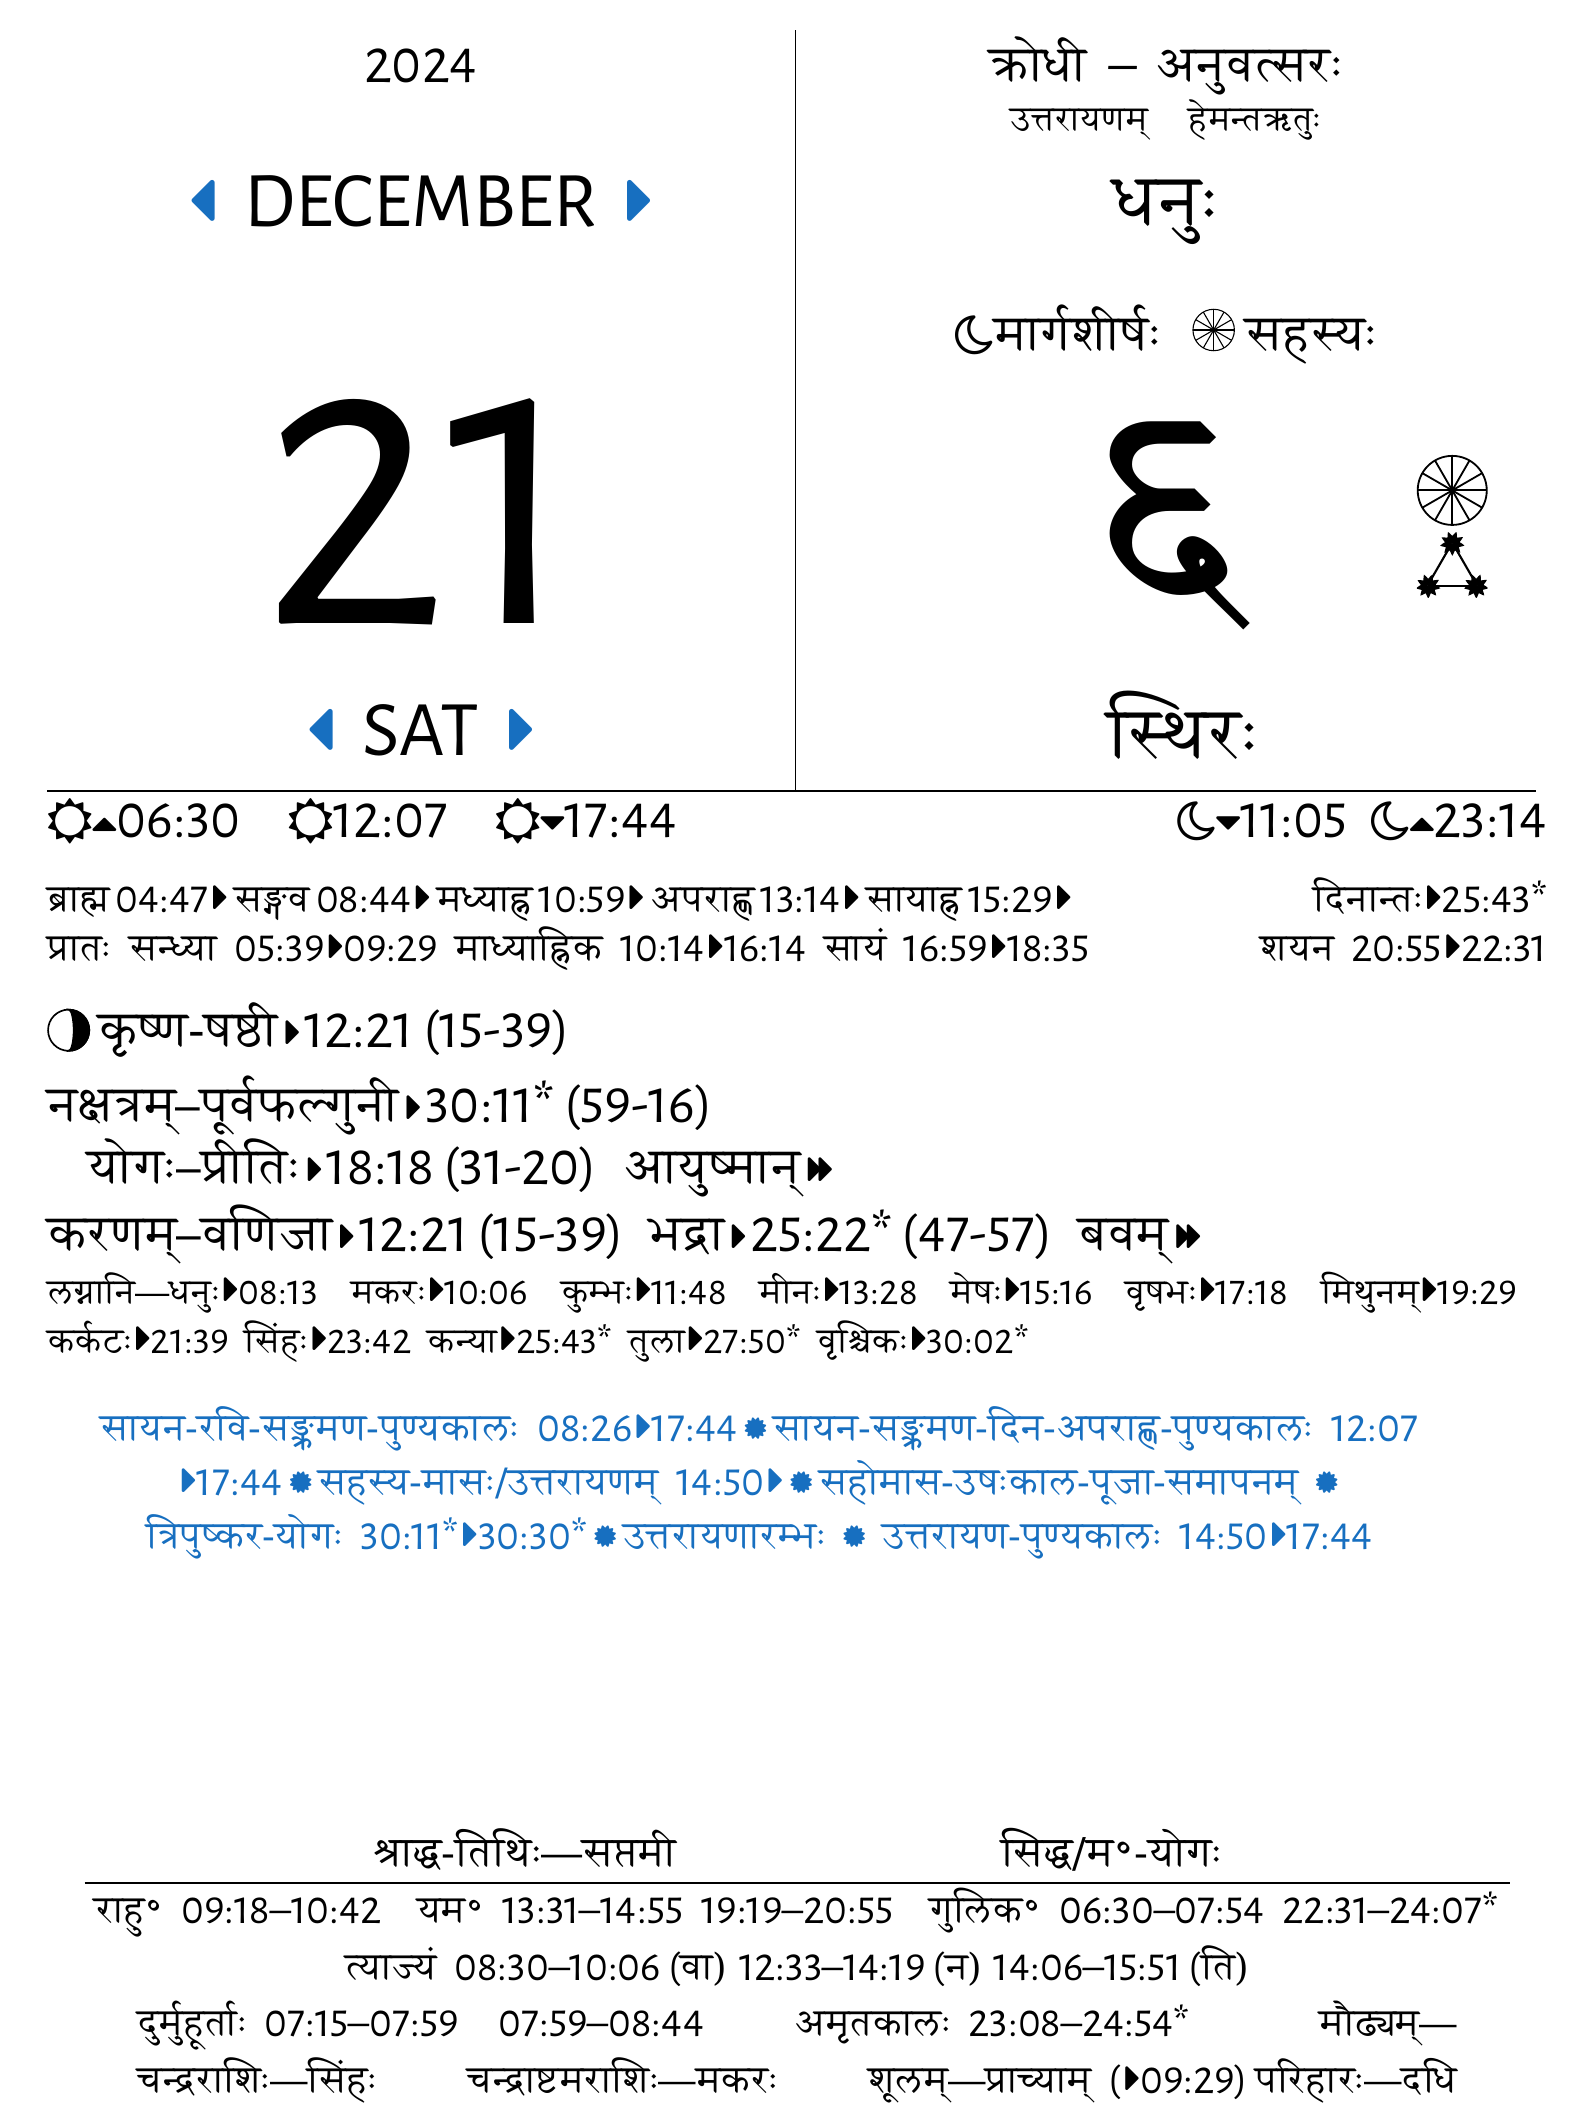 2024
DECEMBER
21
SAT
क्रोधी – अनुवत्सरः
उत्तरायणम् हेमन्तऋतुः
धनुः
मार्गशीर्षः सहस्यः
६
स्थिरः
06:30 12:07 17:44 11:05 23:14
ब्राह्म 04:47 सङ्गव 08:44 मध्याह्न 10:59 अपराह्ण 13:14 सायाह्न 15:29 दिनान्तः 25:43*
प्रातः सन्ध्या 05:39 09:29 माध्याह्निक 10:14 16:14 सायं 16:59 18:35 शयन 20:55 22:31
कृष्ण-षष्ठी 12:21 (15-39)
नक्षत्रम्–पूर्वफल्गुनी 30:11* (59-16)
योगः–प्रीतिः 18:18 (31-20) आयुष्मान्
करणम्–वणिजा 12:21 (15-39) भद्रा 25:22* (47-57) बवम्
लग्नानि—धनुः 08:13 मकरः 10:06 कुम्भः 11:48 मीनः 13:28 मेषः 15:16 वृषभः 17:18 मिथुनम् 19:29
कर्कटः 21:39 सिंहः 23:42 कन्या 25:43* तुला 27:50* वृश्चिकः 30:02*
सायन-रवि-सङ्क्रमण-पुण्यकालः 08:26 17:44 सायन-सङ्क्रमण-दिन-अपराह्ण-पुण्यकालः 12:07
17:44 सहस्य-मासः/उत्तरायणम् 14:50 सहोमास-उषःकाल-पूजा-समापनम्
त्रिपुष्कर-योगः 30:11* 30:30* उत्तरायणारम्भः उत्तरायण-पुण्यकालः 14:50 17:44
श्राद्ध-तिथिः—सप्तमी सिद्ध/म॰-योगः
राहु॰ 09:18–10:42 यम॰ 13:31–14:55 19:19–20:55 गुलिक॰ 06:30–07:54 22:31–24:07*
त्याज्यं 08:30–10:06 (वा) 12:33–14:19 (न) 14:06–15:51 (ति)
दुर्मुहूर्ताः 07:15–07:59 07:59–08:44 अमृतकालः 23:08–24:54* मौढ्यम्—
चन्द्रराशिः—सिंहः चन्द्राष्टमराशिः—मकरः शूलम्—प्राच्याम् ( 09:29) परिहारः—दधि